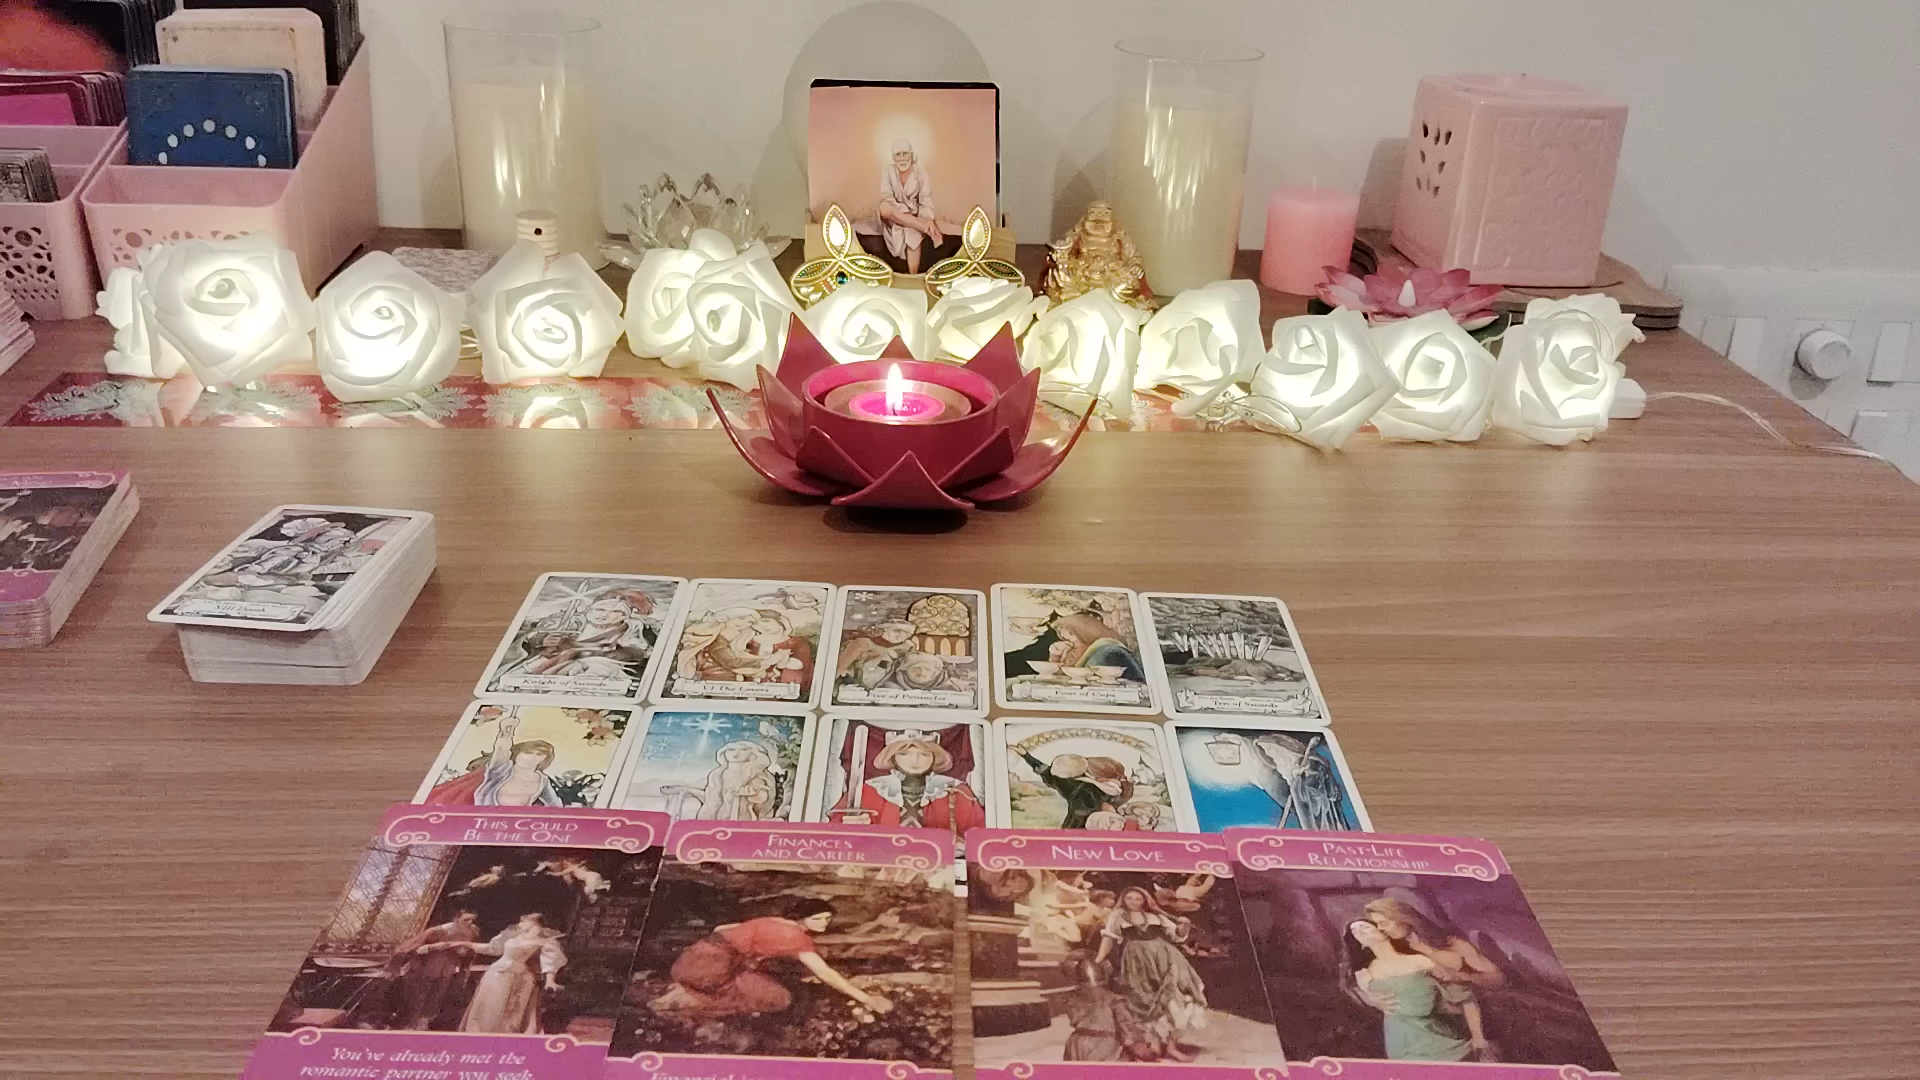 VIII Death
Knight of Swords
VI The Lovers
Five of Pentacles
Four of Cups
Ten of Swords
THIS COULD
BE THE ONE
FINANCES
AND CAREER
NEW LOVE
PAST-LIFE
RELATIONSHIP
You've already met the
romantic partner you seek.